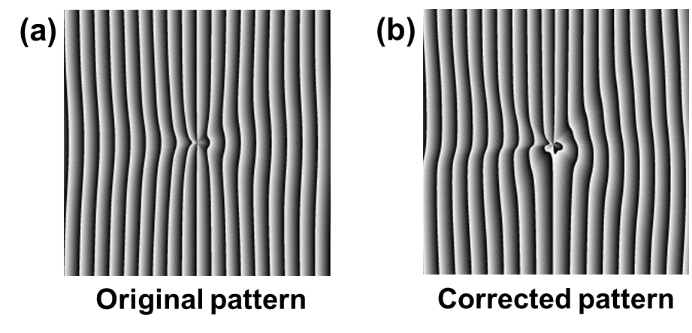 (a)
(b)
Original pattern
Corrected pattern